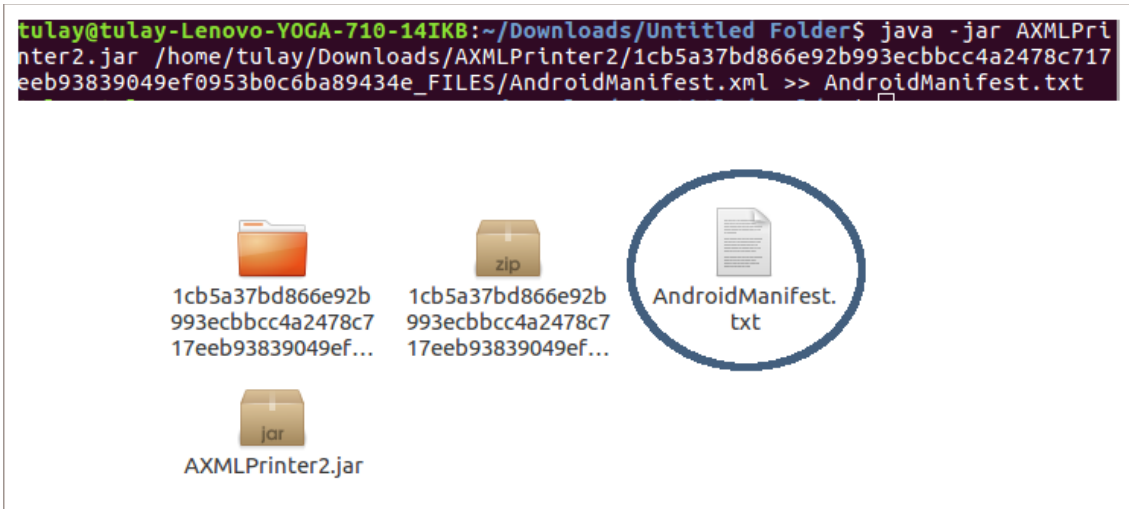 tulay@tulay-Lenovo-YOGA-710-14IKB:~/Downloads/Untitled Folder$ java -jar AXMLPri
nter2.jar /home/tulay/Downloads/AXMLPrinter2/1cb5a37bd866e92b993ecbbcc4a2478c717
eeb93839049ef0953b0c6ba89434e_FILES/AndroidManifest.xml >> AndroidManifest.txt
zip
1cb5a37bd866e92b
993ecbbcc4a2478c7
17eeb93839049ef...
1cb5a37bd866e92b
993ecbbcc4a2478c7
17eeb93839049ef...
AndroidManifest.
txt
jar
AXMLPrinter2.jar